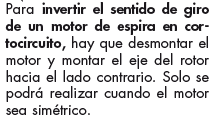 Para invertir el sentido de giro
de un motor de espira en cor-
tocircuito, hay que desmontar el
motor y montar el eje del rotor
hacia el lado contrario. Solo se
podrá realizar cuando el motor
sea simétrico.